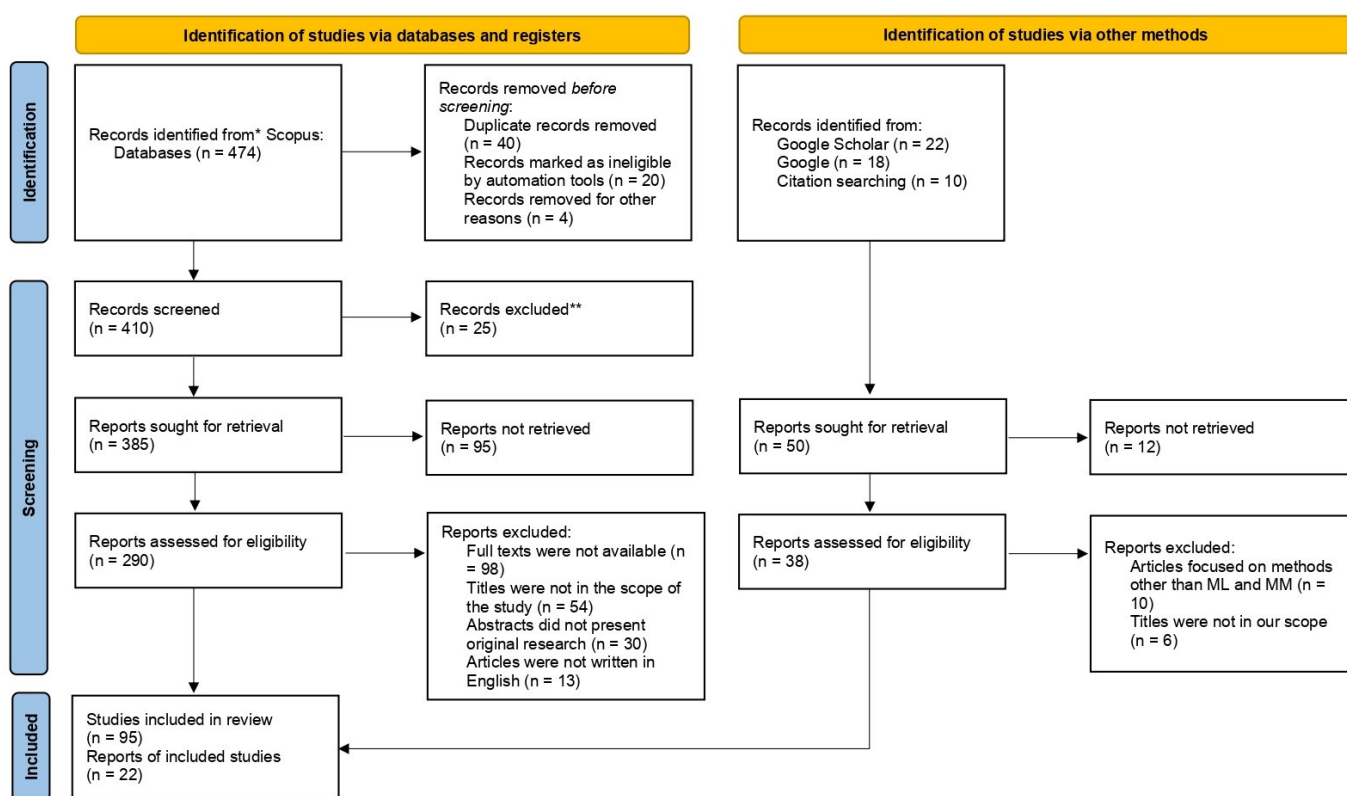 Identification of studies via databases and registers
Identification of studies via other methods
Identification
Records identified from* Scopus:
Databases (n = 474)
Records removed before
screening:
Duplicate records removed
(n = 40)
Records marked as ineligible
by automation tools (n = 20)
Records removed for other
reasons (n = 4)
Records identified from:
Google Scholar (n = 22)
Google (n = 18)
Citation searching (n = 10)
Screening
Records screened
(n = 410)
Records excluded**
(n = 25)
Reports sought for retrieval
(n = 385)
Reports not retrieved
(n = 95)
Reports sought for retrieval
(n = 50)
Reports not retrieved
(n = 12)
Reports assessed for eligibility
(n = 290)
Reports excluded:
Full texts were not available (n
= 98)
Titles were not in the scope of
the study (n = 54)
Abstracts did not present
original research (n = 30)
Articles were not written in
English (n = 13)
Reports assessed for eligibility
(n = 38)
Reports excluded:
Articles focused on methods
other than ML and MM (n =
10)
Titles were not in our scope
(n = 6)
Included
Studies included in review
(n = 95)
Reports of included studies
(n = 22)